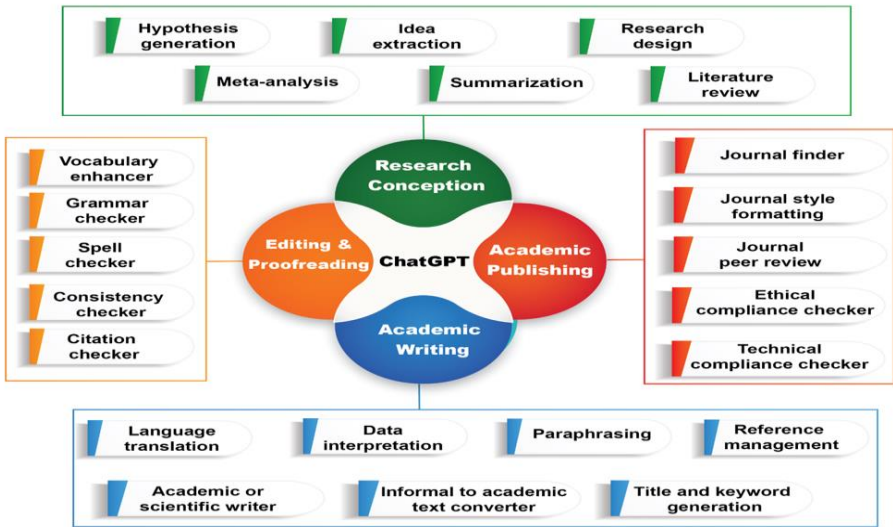 Hypothesis
generation
Idea
extraction
Research
design
Meta-analysis
Summarization
Literature
review
Vocabulary
enhancer
Grammar
checker
Spell
checker
Consistency
checker
Citation
checker
Research
Conception
Editing &
Proofreading
ChatGPT
Academic
Publishing
Academic
Writing
Journal finder
Journal style
formatting
Journal
peer review
Ethical
compliance checker
Technical
compliance checker
Language
translation
Data
interpretation
Paraphrasing
Reference
management
Academic or
scientific writer
Informal to academic
text converter
Title and keyword
generation